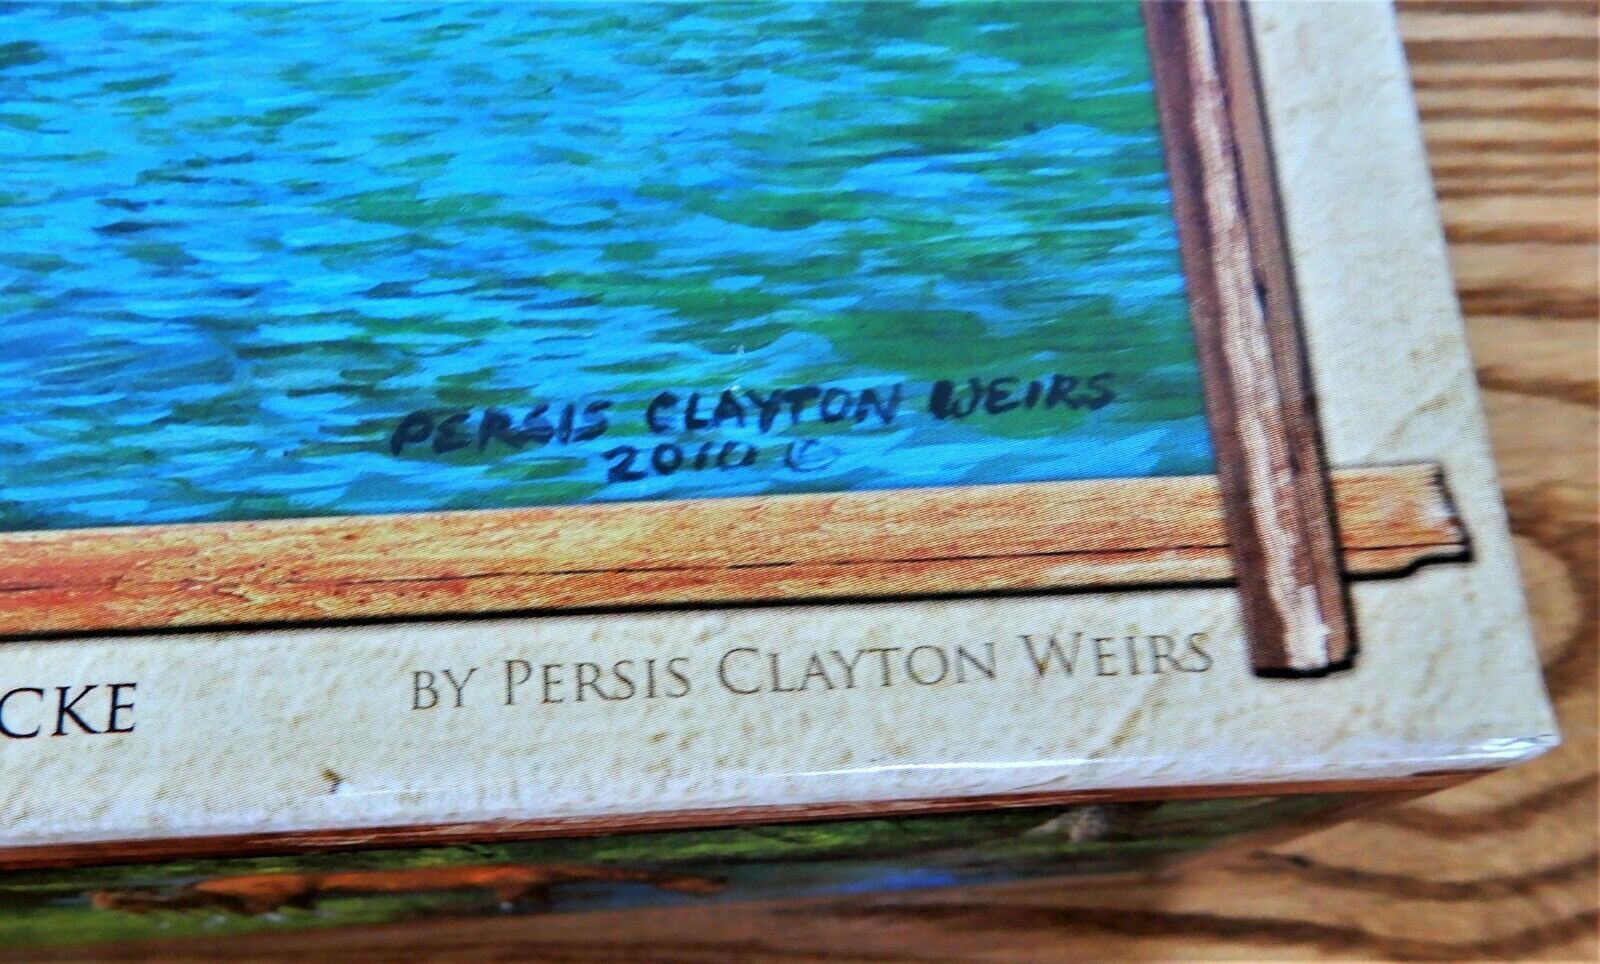 PERSIS CLAYTON WEIRS
2010 ©
CKE
BY PERSIS CLAYTON WEIRS